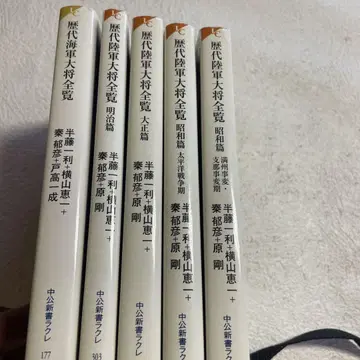 歴代海軍大将全覧
半藤一利+横山恵一+
秦 郁彦+戸高一成
中公新書ラクレ
177
歴代陸軍大将全覧 明治篇
半藤一利+横山恵一+
秦 郁彦+原 剛
中公新書ラクレ
303
歴代陸軍大将全覧 大正篇
半藤一利+横山恵一+
秦 郁彦+原 剛
中公新書ラクレ
歴代陸軍大将全覧 昭和篇
太平洋戦争期
半藤一利+横山恵一+
秦 郁彦+原 剛
中公新書ラクレ
歴代陸軍大将全覧 昭和篇
満州事変・
支那事変期
半藤一利+横山恵一+
秦 郁彦+原 剛
中公新書ラクレ